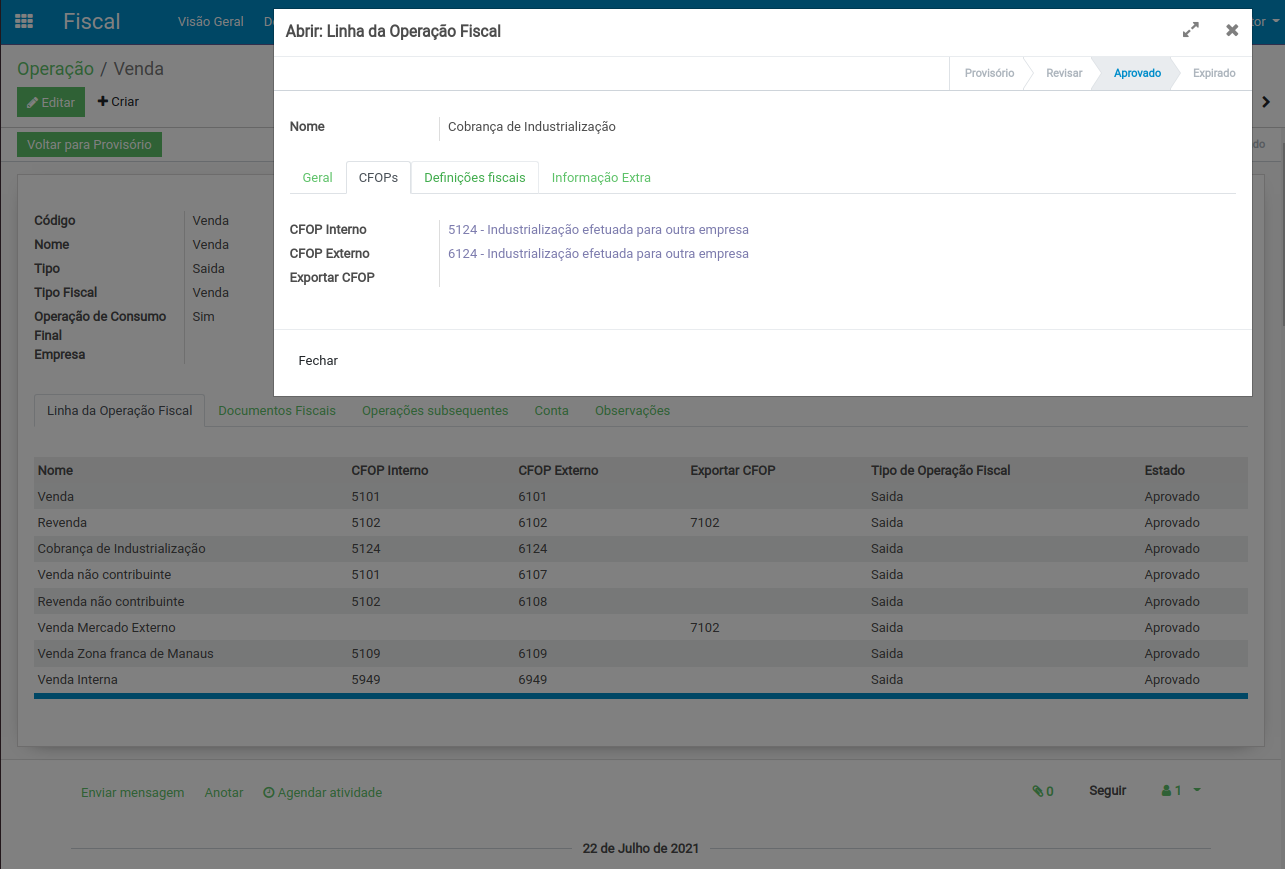 Fiscal
Visão Geral
Abrir: Linha da Operação Fiscal
Provisório
Revisar
Aprovado
Expirado
Operação / Venda
Editar
Criar
Voltar para Provisório
Nome Cobrança de Industrialização
Geral CFOPs Definições fiscais Informação Extra
CFOP Interno 5124 - Industrialização efetuada para outra empresa
CFOP Externo 6124 - Industrialização efetuada para outra empresa
Exportar CFOP
Fechar
Código Venda
Nome Venda
Tipo Saida
Tipo Fiscal Venda
Operação de Consumo Sim
Final
Empresa
Linha da Operação Fiscal Documentos Fiscais Operações subsequentes Conta Observações
Nome CFOP Interno CFOP Externo Exportar CFOP Tipo de Operação Fiscal Estado
Venda 5101 6101 Saida Aprovado
Revenda 5102 6102 7102 Saida Aprovado
Cobrança de Industrialização 5124 6124 Saida Aprovado
Venda não contribuinte 5101 6107 Saida Aprovado
Revenda não contribuinte 5102 6108 Saida Aprovado
Venda Mercado Externo 7102 Saida Aprovado
Venda Zona franca de Manaus 5109 6109 Saida Aprovado
Venda Interna 5949 6949 Saida Aprovado
Enviar mensagem Anotar Agendar atividade 0 Seguir 1
22 de Julho de 2021